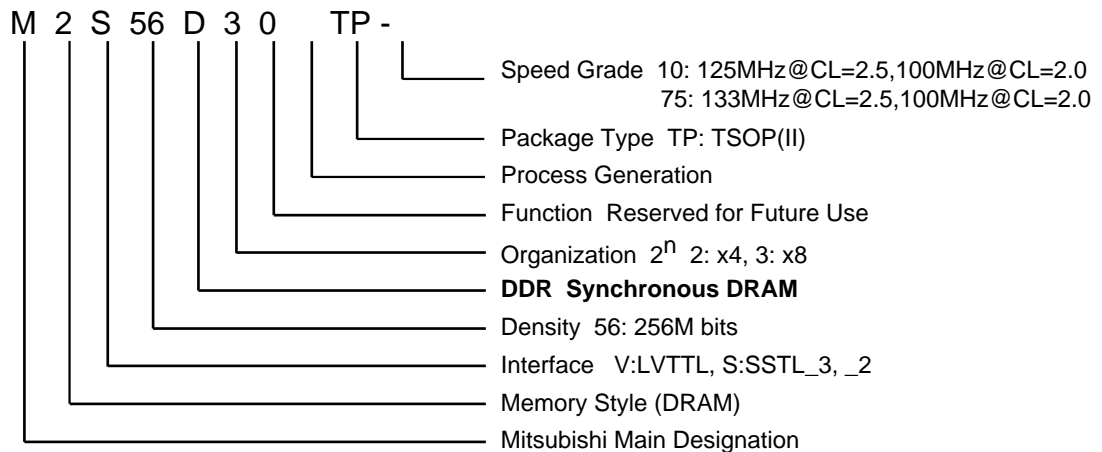 M 2 S 56 D 3 0 TP -
Speed Grade 10: 125MHz@CL=2.5,100MHz@CL=2.0
75: 133MHz@CL=2.5,100MHz@CL=2.0
Package Type TP: TSOP(II)
Process Generation
Function Reserved for Future Use
Organization 2n 2: x4, 3: x8
DDR Synchronous DRAM
Density 56: 256M bits
Interface V:LVTTL, S:SSTL_3, _2
Memory Style (DRAM)
Mitsubishi Main Designation